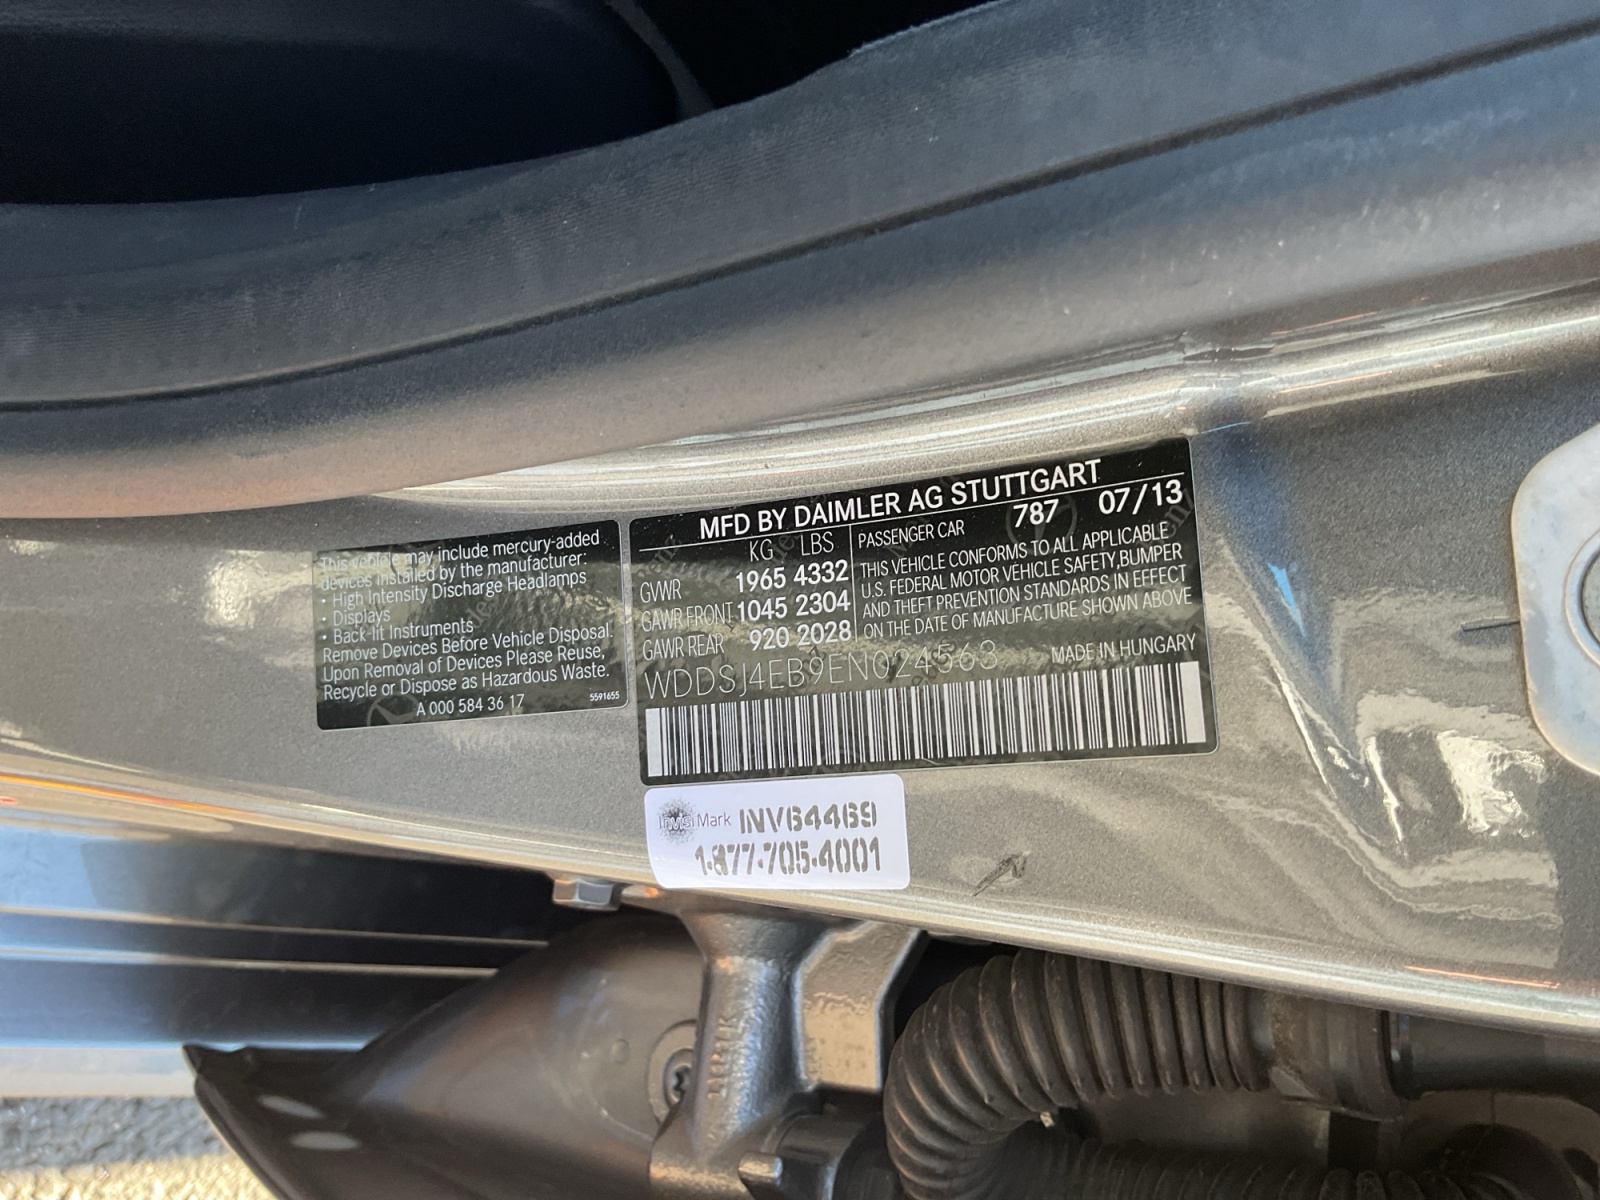 This vehicle may include mercury-added
devices installed by the manufacturer:
• High Intensity Discharge Headlamps
• Displays
• Back-lit Instruments
Remove Devices Before Vehicle Disposal.
Upon Removal of Devices Please Reuse,
Recycle or Dispose as Hazardous Waste.
A 000 584 36 17
5591655
MFD BY DAIMLER AG STUTTGART
KG LBS
GVWR 1965 4332
GAWR FRONT 1045 2304
GAWR REAR 920 2028
PASSENGER CAR 787 07/13
THIS VEHICLE CONFORMS TO ALL APPLICABLE
U.S. FEDERAL MOTOR VEHICLE SAFETY,BUMPER
AND THEFT PREVENTION STANDARDS IN EFFECT
ON THE DATE OF MANUFACTURE SHOWN ABOVE
WDDSJ4EB9EN024563
MADE IN HUNGARY
InvisiMark INV64469
1-877-705-4001